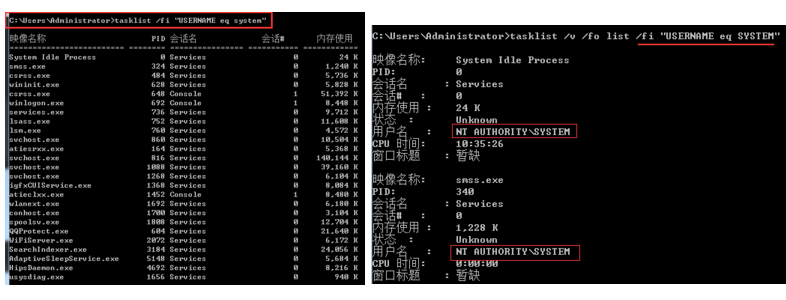 C:\Users\Administrator>tasklist /fi "USERNAME eq system"
映像名称 PID 会话名 会话# 内存使用
========================= ======== ================ =========== ============
System Idle Process 0 Services 0 24 K
smss.exe 324 Services 0 1,240 K
csrss.exe 484 Services 0 5,736 K
wininit.exe 628 Services 0 5,828 K
csrss.exe 648 Console 1 51,392 K
winlogon.exe 692 Console 1 8,448 K
services.exe 736 Services 0 9,712 K
lsass.exe 752 Services 0 11,608 K
lsm.exe 760 Services 0 4,572 K
svchost.exe 860 Services 0 10,504 K
atiesrxx.exe 164 Services 0 5,368 K
svchost.exe 816 Services 0 140,144 K
svchost.exe 1088 Services 0 39,160 K
svchost.exe 1268 Services 0 6,104 K
igfxCUIService.exe 1368 Services 0 8,084 K
atieclxx.exe 1452 Console 1 8,480 K
wlanext.exe 1692 Services 0 6,180 K
conhost.exe 1700 Services 0 3,104 K
spoolsv.exe 1808 Services 0 12,704 K
QQProtect.exe 604 Services 0 21,640 K
WiFiServer.exe 2072 Services 0 6,172 K
SearchIndexer.exe 3184 Services 0 24,056 K
AdaptiveSleepService.exe 5148 Services 0 5,684 K
HipsDaemon.exe 4692 Services 0 8,216 K
usysdiag.exe 1656 Services 0 940 K
C:\Users\Administrator>tasklist /v /fo list /fi "USERNAME eq SYSTEM"
映像名称: System Idle Process
PID: 0
会话名 : Services
会话# : 0
内存使用 : 24 K
状态 : Unknown
用户名 : NT AUTHORITY\SYSTEM
CPU 时间: 10:35:26
窗口标题 : 暂缺
映像名称: smss.exe
PID: 340
会话名 : Services
会话# : 0
内存使用 : 1,228 K
状态 : Unknown
用户名 : NT AUTHORITY\SYSTEM
CPU 时间: 0:00:00
窗口标题 : 暂缺